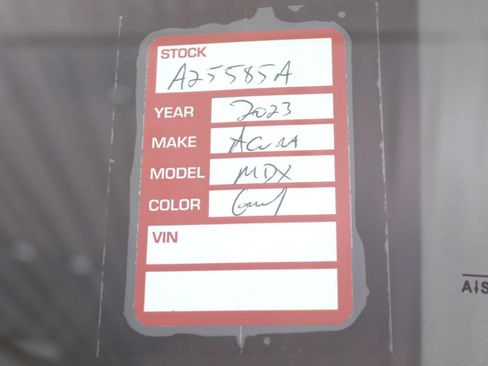 STOCK
A25585A
YEAR 2023
MAKE Acura
MODEL MDX
COLOR
VIN